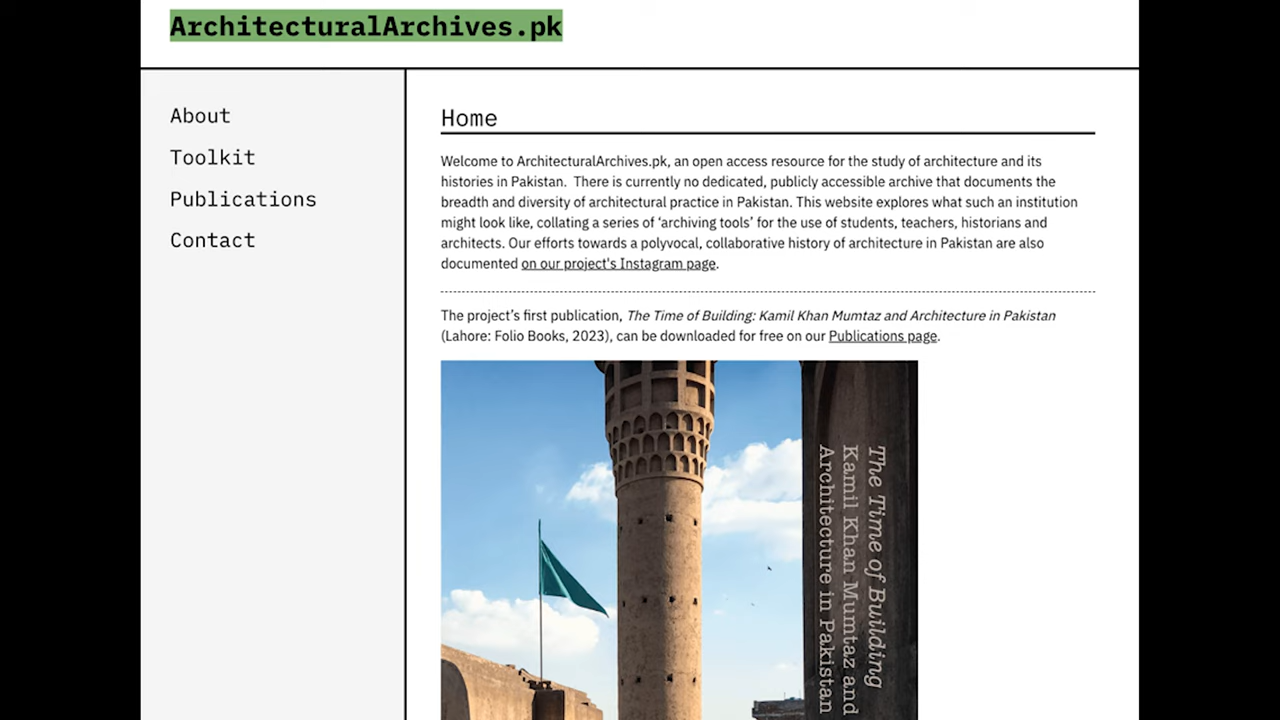 ArchitecturalArchives.pk
About
Toolkit
Publications
Contact
Home
Welcome to ArchitecturalArchives.pk, an open access resource for the study of architecture and its
histories in Pakistan.  There is currently no dedicated, publicly accessible archive that documents the
breadth and diversity of architectural practice in Pakistan. This website explores what such an institution
might look like, collating a series of ‘archiving tools’ for the use of students, teachers, historians and
architects. Our efforts towards a polyvocal, collaborative history of architecture in Pakistan are also
documented on our project's Instagram page.
The project’s first publication, The Time of Building: Kamil Khan Mumtaz and Architecture in Pakistan
(Lahore: Folio Books, 2023), can be downloaded for free on our Publications page.
The Time of Building
Kamil Khan Mumtaz and
Architecture in Pakistan